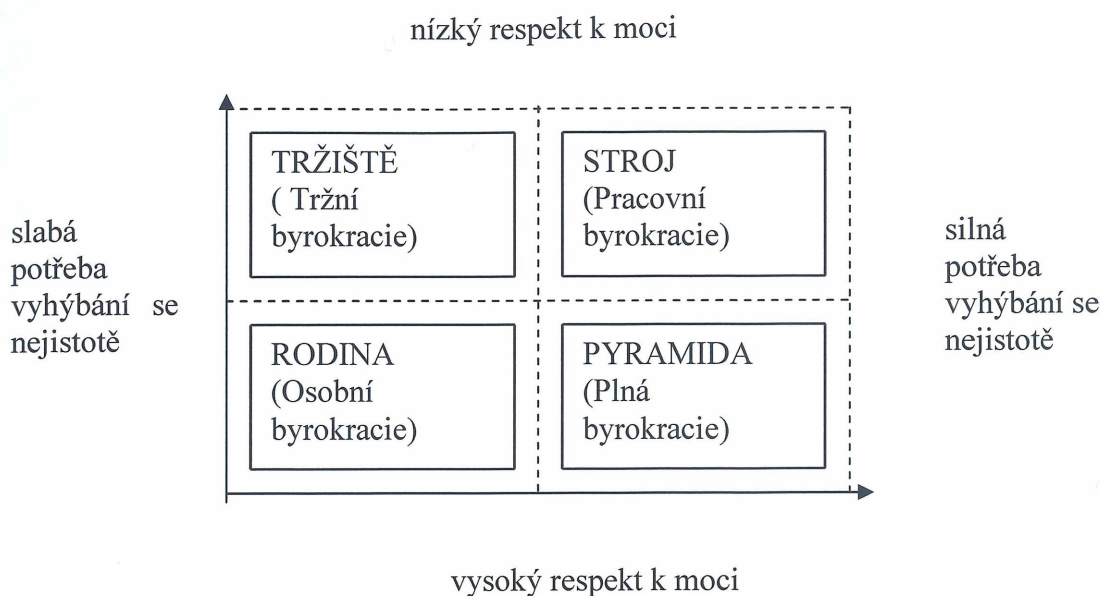 nízký respekt k moci
TRŽIŠTĚ
( Tržní
byrokracie)
STROJ
(Pracovní
byrokracie)
slabá
potřeba
vyhýbání se
nejistotě
silná
potřeba
vyhýbání se
nejistotě
RODINA
(Osobní
byrokracie)
PYRAMIDA
(Plná
byrokracie)
vysoký respekt k moci